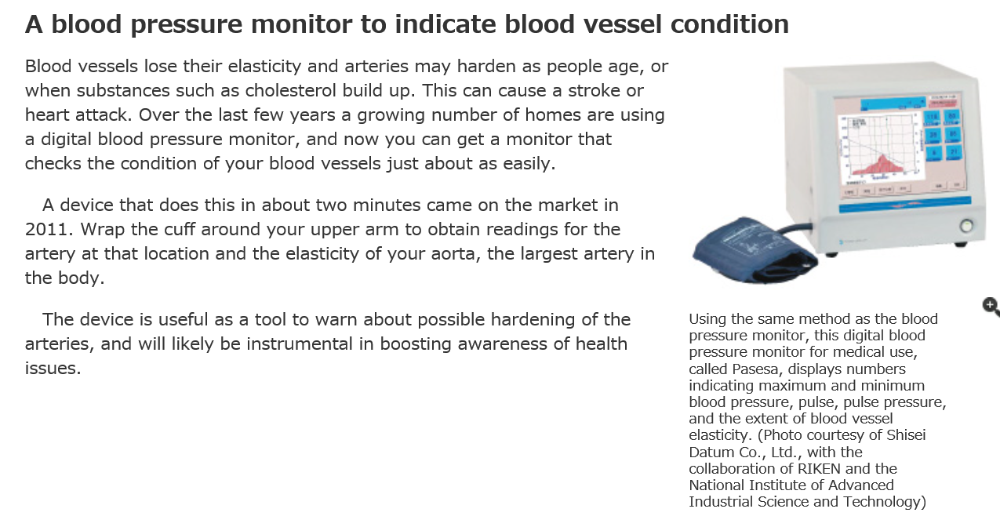 A blood pressure monitor to indicate blood vessel condition
Blood vessels lose their elasticity and arteries may harden as people age, or
when substances such as cholesterol build up. This can cause a stroke or
heart attack. Over the last few years a growing number of homes are using
a digital blood pressure monitor, and now you can get a monitor that
checks the condition of your blood vessels just about as easily.
A device that does this in about two minutes came on the market in
2011. Wrap the cuff around your upper arm to obtain readings for the
artery at that location and the elasticity of your aorta, the largest artery in
the body.
The device is useful as a tool to warn about possible hardening of the
arteries, and will likely be instrumental in boosting awareness of health
issues.
Using the same method as the blood
pressure monitor, this digital blood
pressure monitor for medical use,
called Pasesa, displays numbers
indicating maximum and minimum
blood pressure, pulse, pulse pressure,
and the extent of blood vessel
elasticity. (Photo courtesy of Shisei
Datum Co., Ltd., with the
collaboration of RIKEN and the
National Institute of Advanced
Industrial Science and Technology)